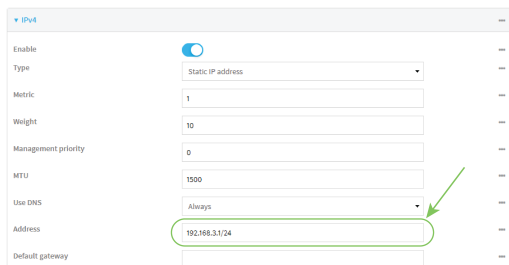 IPv4
Enable
Type Static IP address
Metric 1
Weight 10
Management priority 0
MTU 1500
Use DNS Always
Address 192.168.3.1/24
Default gateway